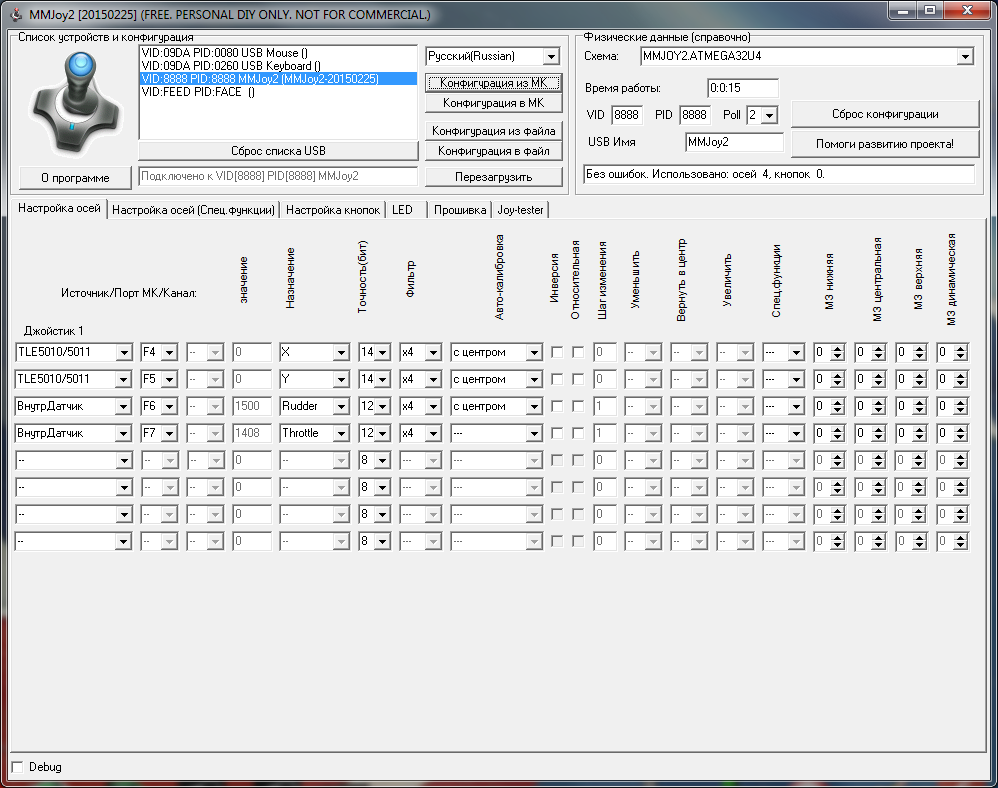 MMJoy2 [20150225] (FREE. PERSONAL DIY ONLY. NOT FOR COMMERCIAL.)
Список устройств и конфигурация
VID:09DA PID:0080 USB Mouse ()
VID:09DA PID:0260 USB Keyboard ()
VID:8888 PID:8888 MMJoy2 (MMJoy2-20150225)
VID:FEED PID:FACE ()
Сброс списка USB
О программе
Подключено к VID[8888] PID[8888] MMJoy2
Русский(Russian)
Конфигурация из МК
Конфигурация в МК
Конфигурация из файла
Конфигурация в файл
Перезагрузить
Физические данные (справочно)
Схема: MMJOY2.ATMEGA32U4
Время работы: 0:0:15
VID 8888 PID 8888 Poll 2
USB Имя MMJoy2
Сброс конфигурации
Помоги развитию проекта!
Без ошибок. Использовано: осей 4, кнопок 0.
Настройка осей Настройка осей (Спец.функции) Настройка кнопок LED Прошивка Joy-tester
Источник/Порт МК/Канал: значение Назначение Точность(бит) Фильтр Авто-калибровка Инверсия Относительная Шаг изменения Уменьшить Вернуть в центр Увеличить Спец.функции МЗ нижняя МЗ центральная МЗ верхняя МЗ динамическая
Джойстик 1
TLE5010/5011 F4 -- 0 X 14 x4 с центром 0 -- -- -- --- 0 0 0 0
TLE5010/5011 F5 -- 0 Y 14 x4 с центром 0 -- -- -- --- 0 0 0 0
ВнутрДатчик F6 -- 1500 Rudder 12 x4 с центром 1 -- -- -- --- 0 0 0 0
ВнутрДатчик F7 -- 1408 Throttle 12 x4 --- 1 -- -- -- --- 0 0 0 0
-- -- -- 0 -- 8 --- --- 0 -- -- -- --- 0 0 0 0
-- -- -- 0 -- 8 --- --- 0 -- -- -- --- 0 0 0 0
-- -- -- 0 -- 8 --- --- 0 -- -- -- --- 0 0 0 0
-- -- -- 0 -- 8 --- --- 0 -- -- -- --- 0 0 0 0
Debug